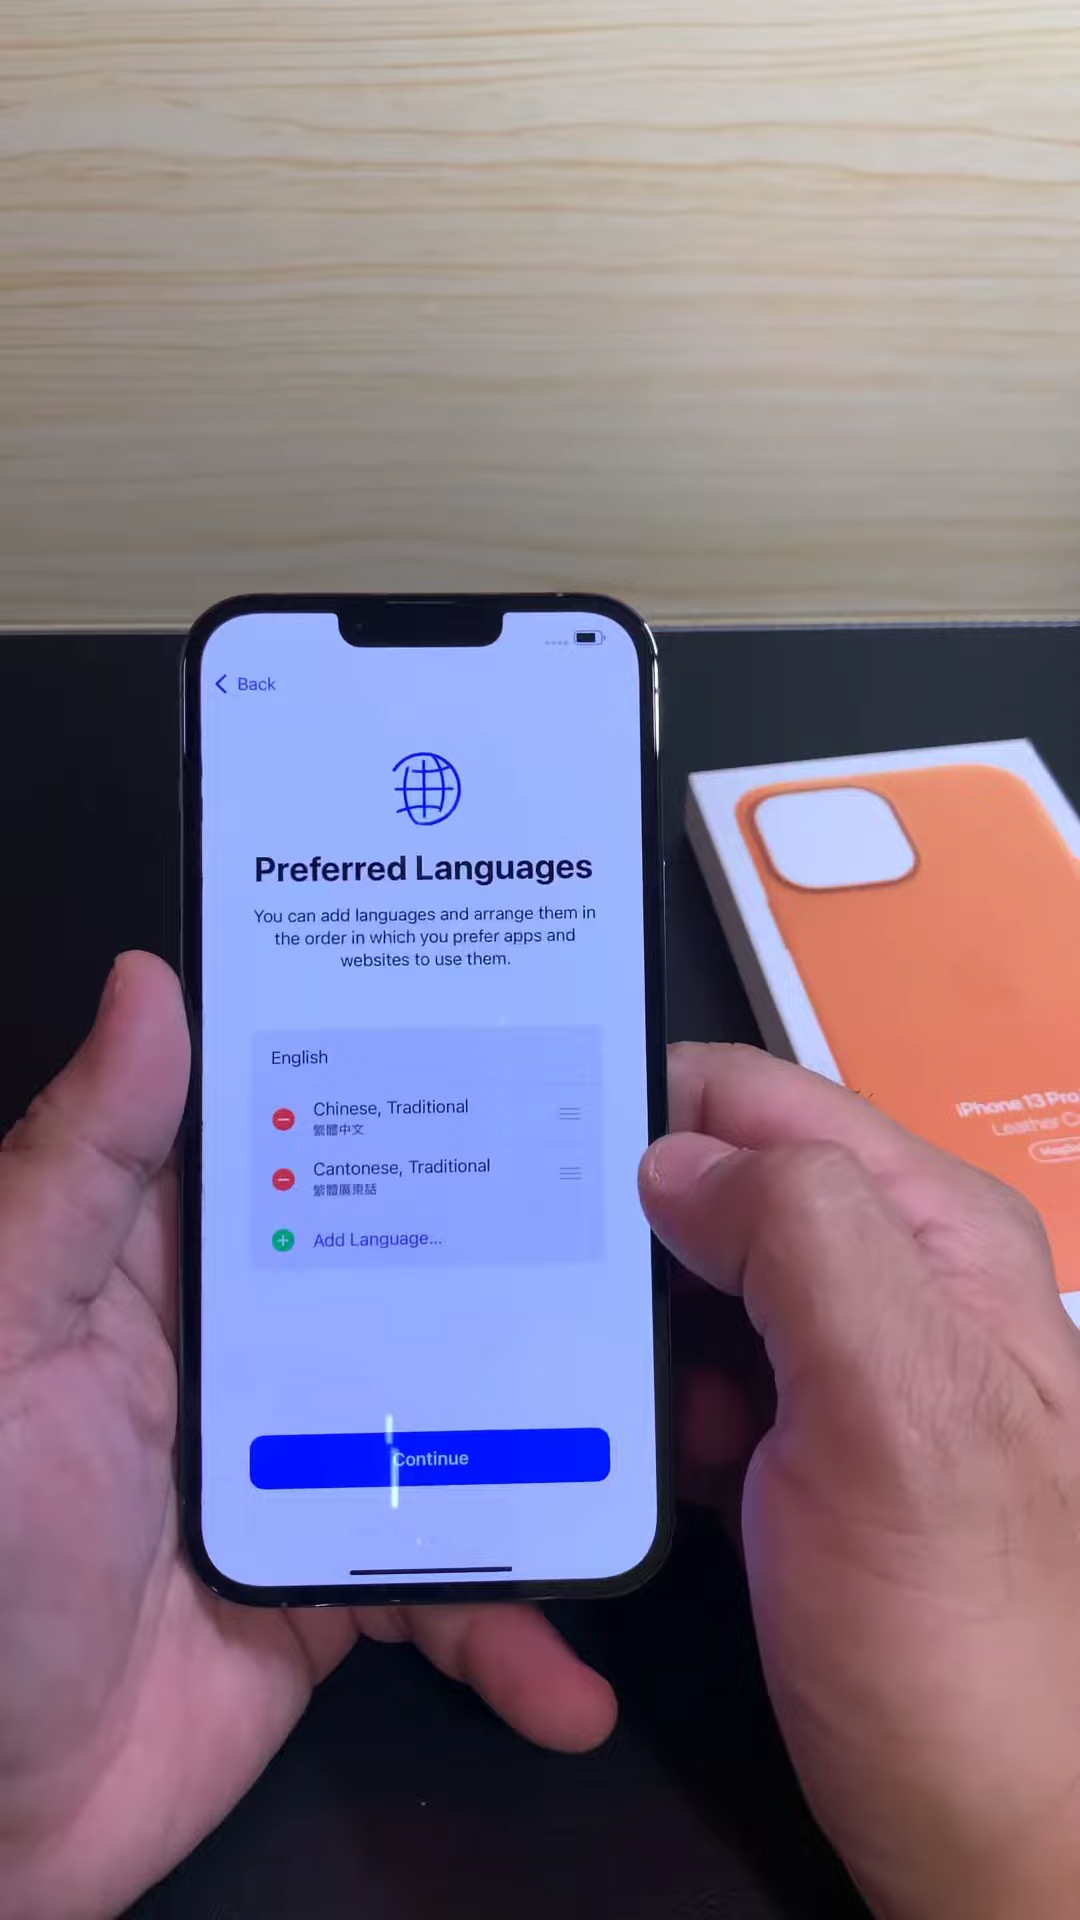 Back
Preferred Languages
You can add languages and arrange them in
the order in which you prefer apps and
websites to use them.
English
Chinese, Traditional
繁體中文
Cantonese, Traditional
繁體廣東話
Add Language...
Continue
iPhone 13 Pro
Leather